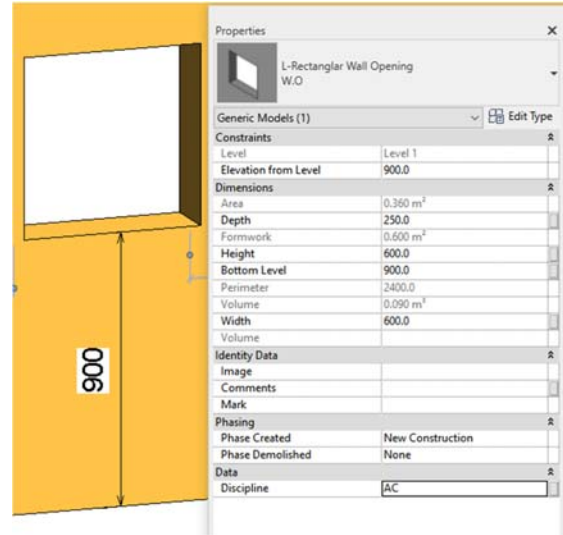 Properties
L-Rectanglar Wall Opening
W.O
Generic Models (1) Edit Type
Constraints
Level Level 1
Elevation from Level 900.0
Dimensions
Area 0.360 m²
Depth 250.0
Formwork 0.600 m²
Height 600.0
Bottom Level 900.0
Perimeter 2400.0
Volume 0.090 m³
Width 600.0
Volume
Identity Data
Image
Comments
Mark
Phasing
Phase Created New Construction
Phase Demolished None
Data
Discipline AC
900